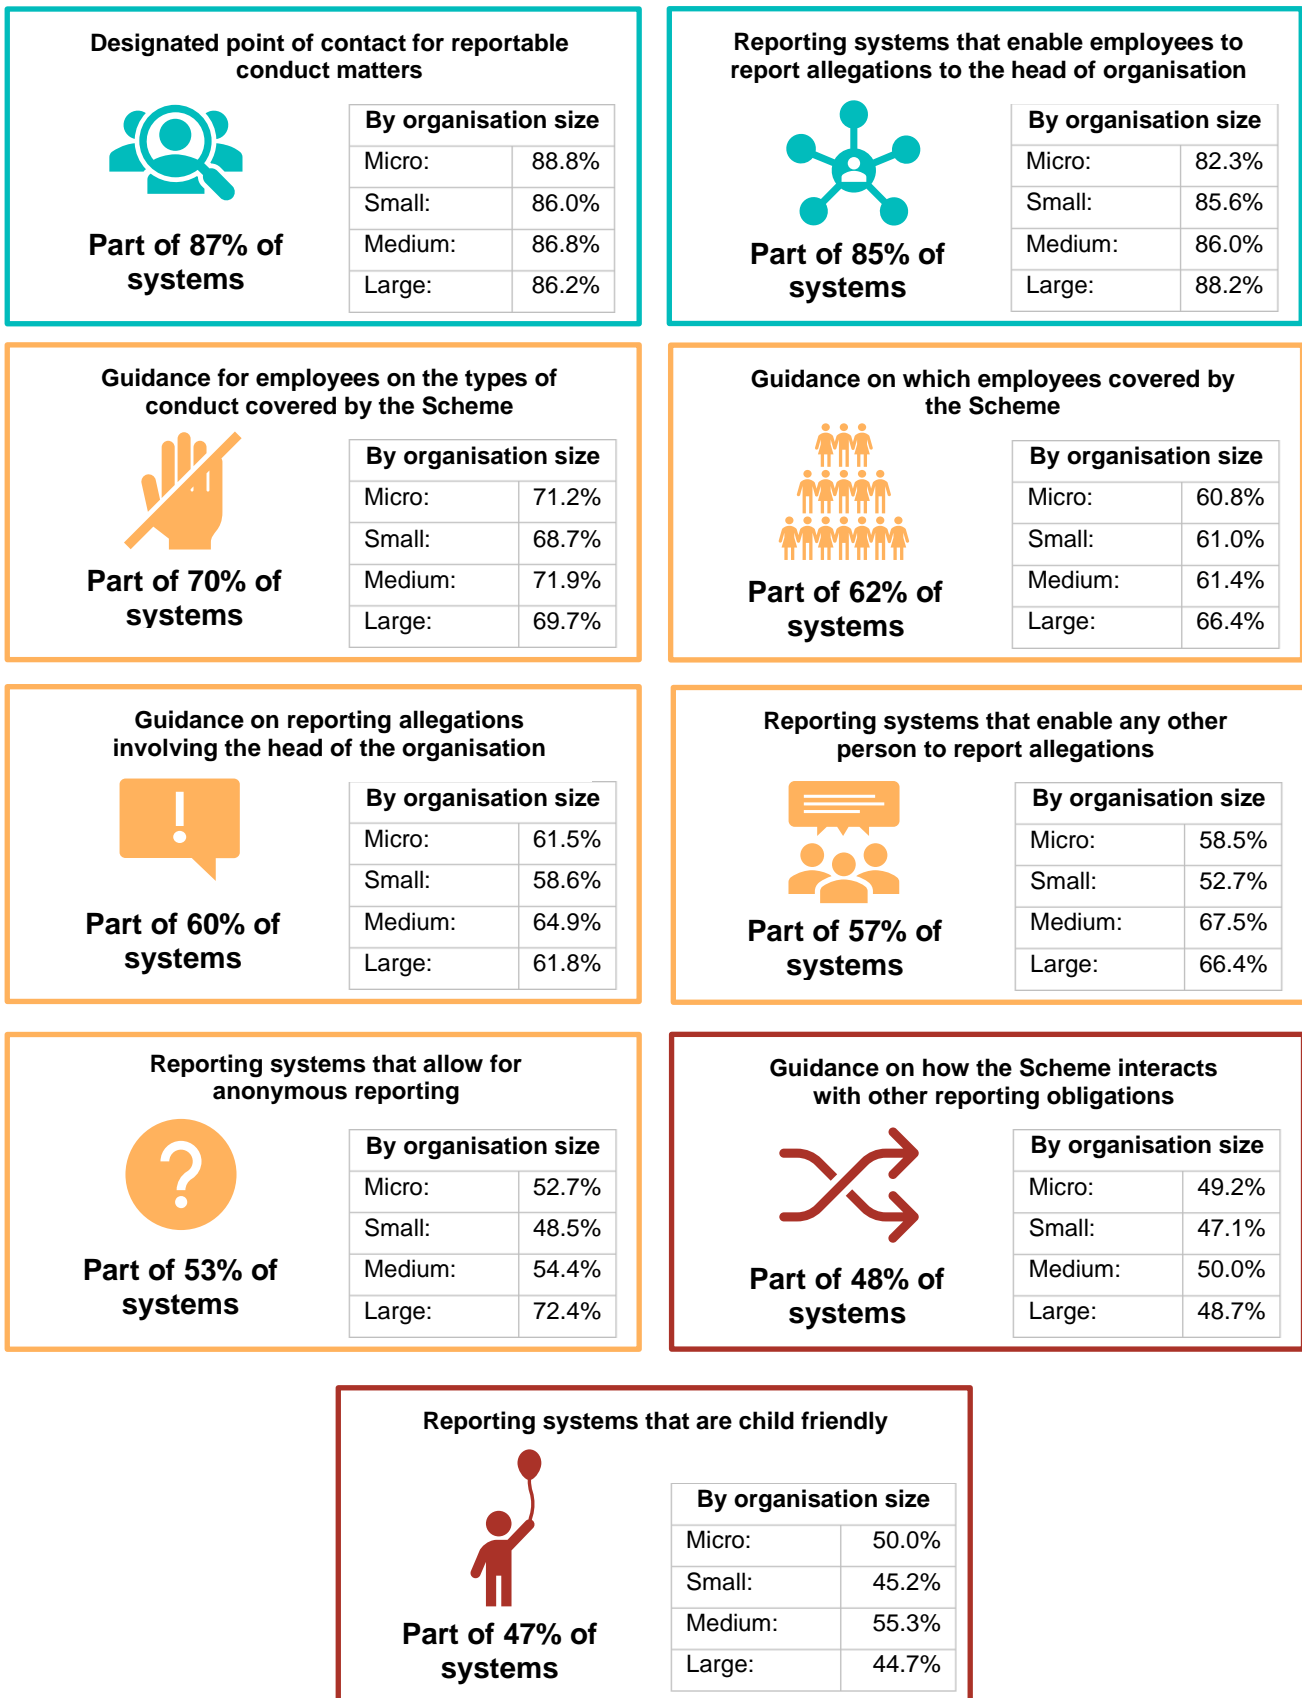 Designated point of contact for reportable
conduct matters
Part of 87% of
systems
By organisation size
Micro: 88.8%
Small: 86.0%
Medium: 86.8%
Large: 86.2%
Reporting systems that enable employees to
report allegations to the head of organisation
Part of 85% of
systems
By organisation size
Micro: 82.3%
Small: 85.6%
Medium: 86.0%
Large: 88.2%
Guidance for employees on the types of
conduct covered by the Scheme
Part of 70% of
systems
By organisation size
Micro: 71.2%
Small: 68.7%
Medium: 71.9%
Large: 69.7%
Guidance on which employees covered by
the Scheme
Part of 62% of
systems
By organisation size
Micro: 60.8%
Small: 61.0%
Medium: 61.4%
Large: 66.4%
Guidance on reporting allegations
involving the head of the organisation
!
Part of 60% of
systems
By organisation size
Micro: 61.5%
Small: 58.6%
Medium: 64.9%
Large: 61.8%
Reporting systems that enable any other
person to report allegations
Part of 57% of
systems
By organisation size
Micro: 58.5%
Small: 52.7%
Medium: 67.5%
Large: 66.4%
Reporting systems that allow for
anonymous reporting
?
Part of 53% of
systems
By organisation size
Micro: 52.7%
Small: 48.5%
Medium: 54.4%
Large: 72.4%
Guidance on how the Scheme interacts
with other reporting obligations
Part of 48% of
systems
By organisation size
Micro: 49.2%
Small: 47.1%
Medium: 50.0%
Large: 48.7%
Reporting systems that are child friendly
Part of 47% of
systems
By organisation size
Micro: 50.0%
Small: 45.2%
Medium: 55.3%
Large: 44.7%